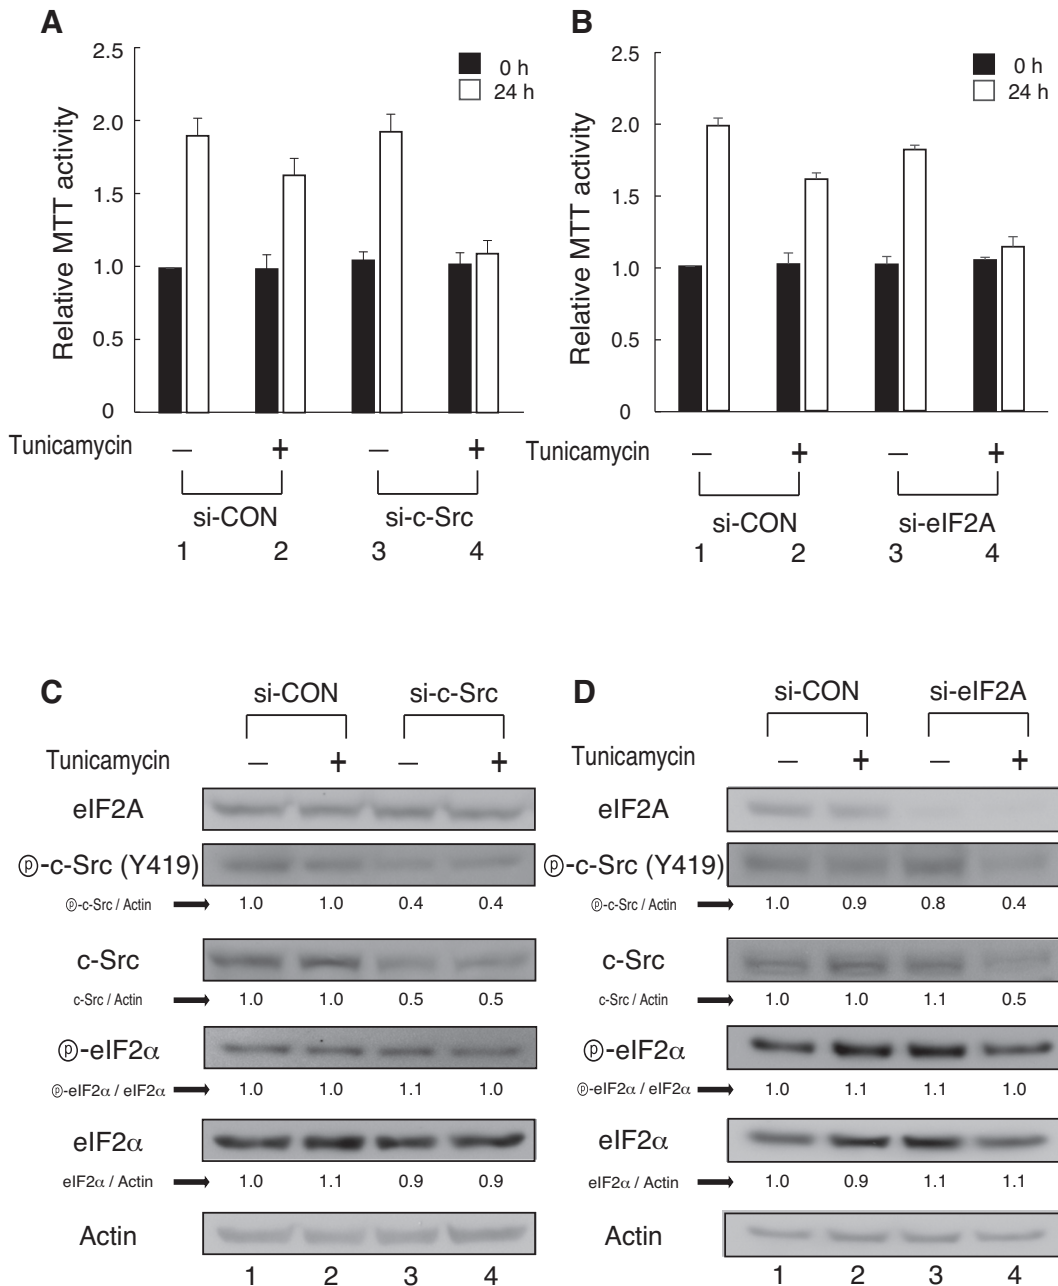 A
2.5
2.0
1.5
1.0
0.5
0
Relative MTT activity
0 h
24 h
Tunicamycin — + — +
si-CON si-c-Src
1 2 3 4
B
2.5
2.0
1.5
1.0
0.5
0
Relative MTT activity
0 h
24 h
Tunicamycin — + — +
si-CON si-eIF2A
1 2 3 4
C
si-CON si-c-Src
Tunicamycin — + — +
eIF2A
ⓟ-c-Src (Y419)
ⓟ-c-Src / Actin 1.0 1.0 0.4 0.4
c-Src
c-Src / Actin 1.0 1.0 0.5 0.5
ⓟ-eIF2α
ⓟ-eIF2α / eIF2α 1.0 1.0 1.1 1.0
eIF2α
eIF2α / Actin 1.0 1.1 0.9 0.9
Actin
1 2 3 4
D
si-CON si-eIF2A
Tunicamycin — + — +
eIF2A
ⓟ-c-Src (Y419)
ⓟ-c-Src / Actin 1.0 0.9 0.8 0.4
c-Src
c-Src / Actin 1.0 1.0 1.1 0.5
ⓟ-eIF2α
ⓟ-eIF2α / eIF2α 1.0 1.1 1.1 1.0
eIF2α
eIF2α / Actin 1.0 0.9 1.1 1.1
Actin
1 2 3 4